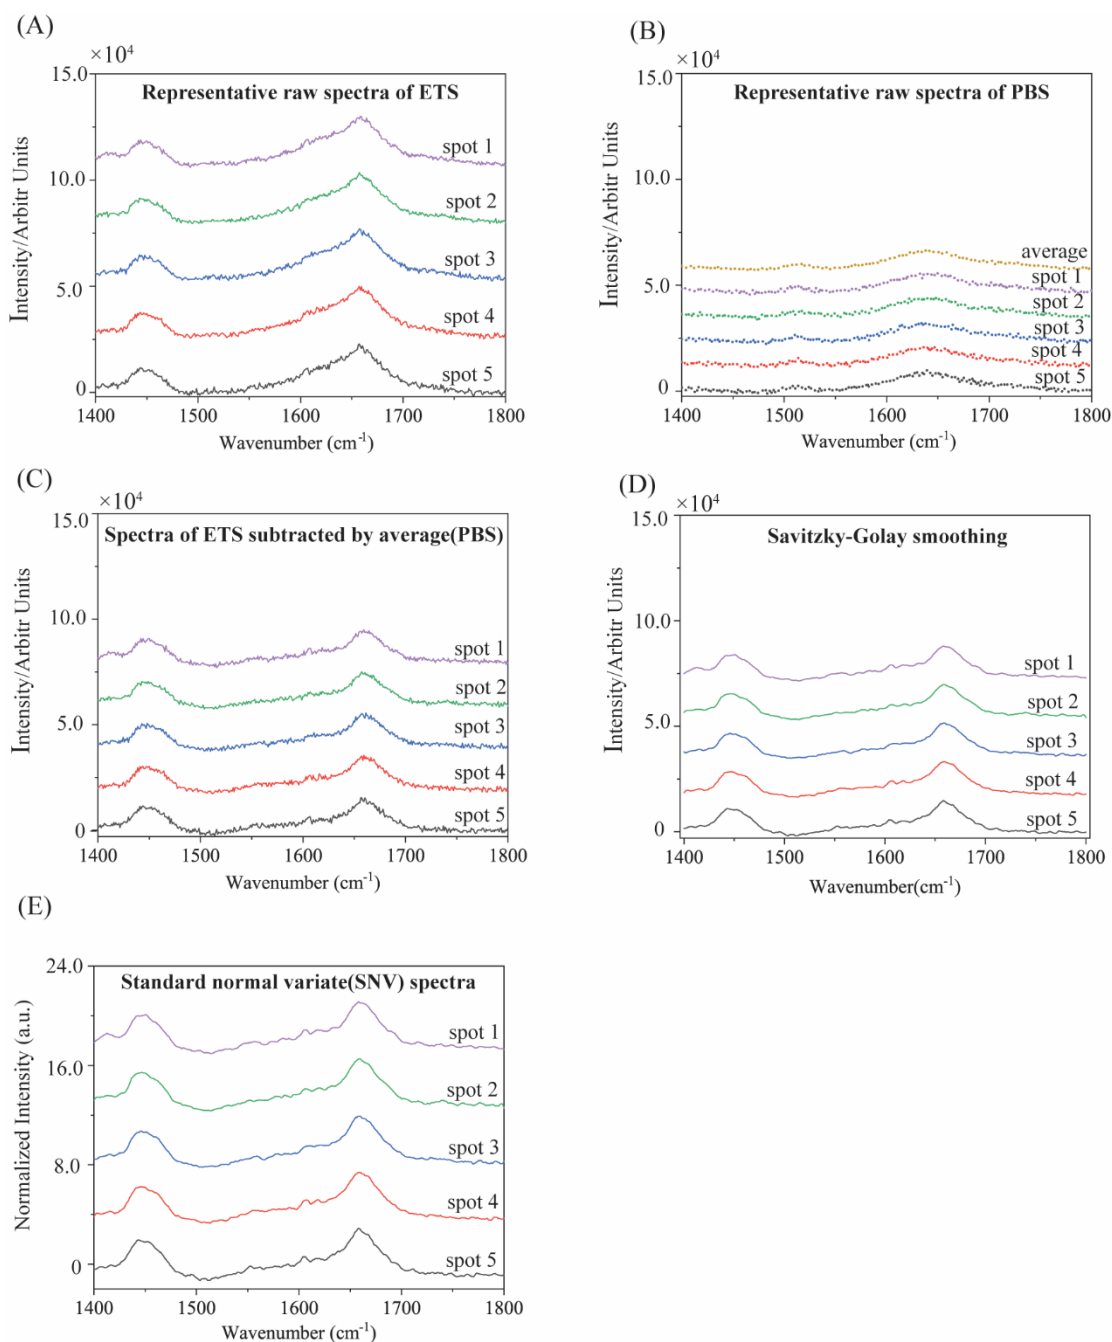 (A)
×10⁴
15.0
Representative raw spectra of ETS
spot 1
10.0
spot 2
spot 3
5.0
spot 4
spot 5
0
1400 1500 1600 1700 1800
Wavenumber (cm⁻¹)
Intensity/Arbitr Units
(B)
×10⁴
15.0
Representative raw spectra of PBS
10.0
average
spot 1
5.0
spot 2
spot 3
spot 4
spot 5
0
1400 1500 1600 1700 1800
Wavenumber (cm⁻¹)
Intensity/Arbitr Units
(C)
×10⁴
15.0
Spectra of ETS subtracted by average(PBS)
10.0
spot 1
spot 2
5.0
spot 3
spot 4
spot 5
0
1400 1500 1600 1700 1800
Wavenumber (cm⁻¹)
Intensity/Arbitr Units
(D)
×10⁴
15.0
Savitzky-Golay smoothing
10.0
spot 1
spot 2
5.0
spot 3
spot 4
spot 5
0
1400 1500 1600 1700 1800
Wavenumber(cm⁻¹)
Intensity/Arbitr Units
(E)
24.0
Standard normal variate(SNV) spectra
spot 1
16.0
spot 2
spot 3
8.0
spot 4
spot 5
0
1400 1500 1600 1700 1800
Wavenumber (cm⁻¹)
Normalized Intensity (a.u.)